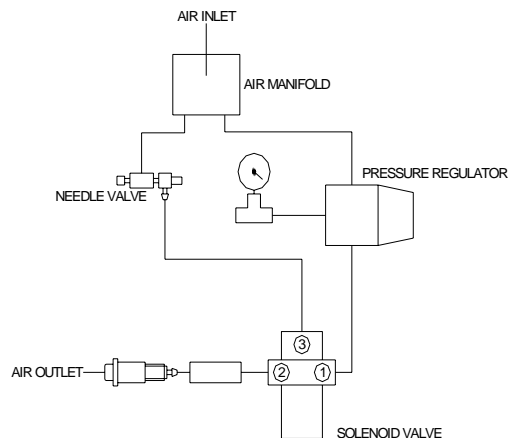 AIR INLET
AIR MANIFOLD
PRESSURE REGULATOR
NEEDLE VALVE
3
AIR OUTLET
2
1
SOLENOID VALVE